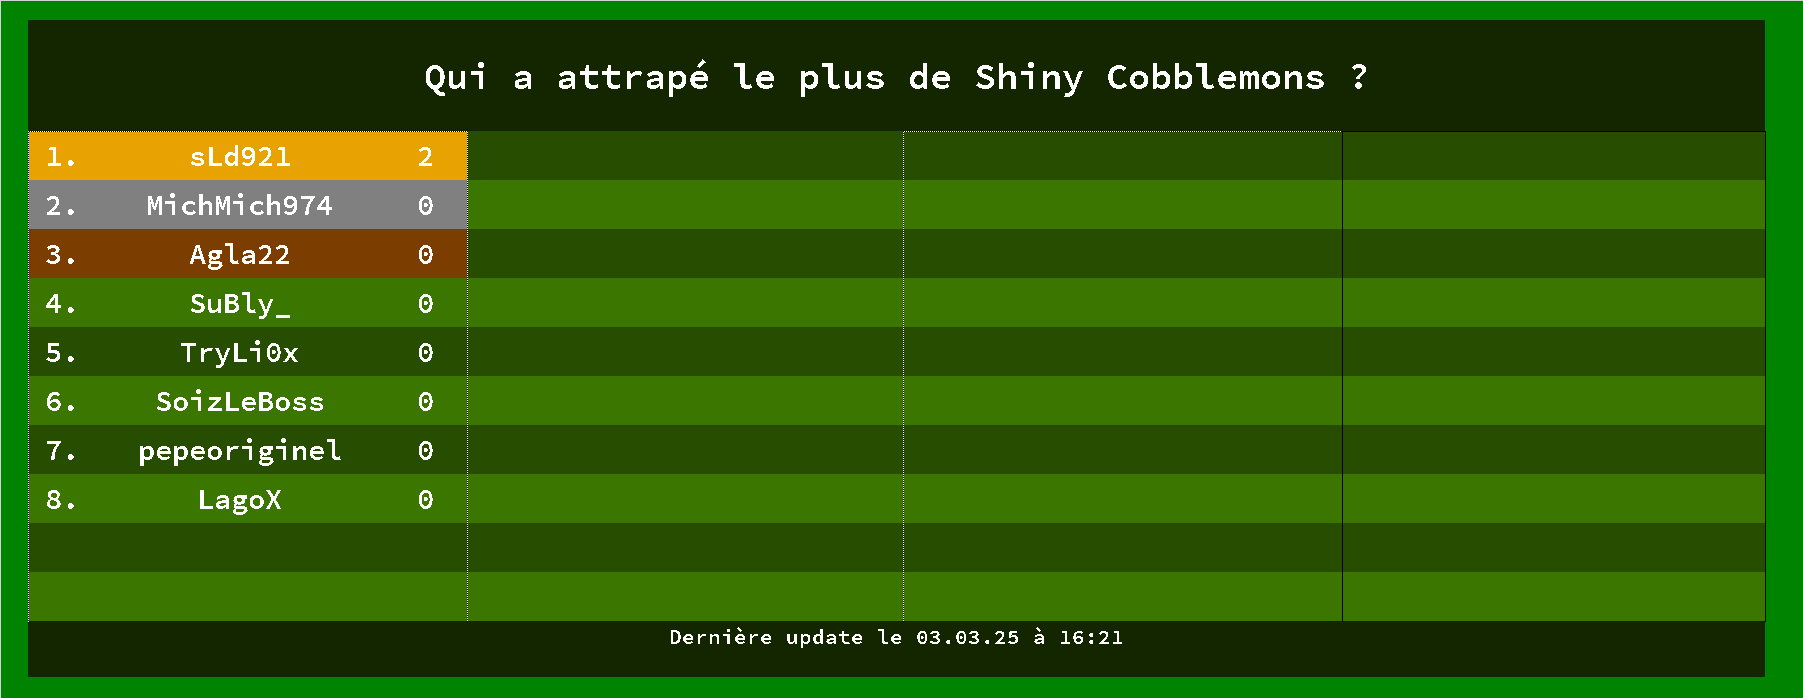 Qui a attrapé le plus de Shiny Cobblemons ?
1. sLd921 2
2. MichMich974 0
3. Agla22 0
4. SuBly_ 0
5. TryLi0x 0
6. SoizLeBoss 0
7. pepeoriginel 0
8. LagoX 0
Dernière update le 03.03.25 à 16:21